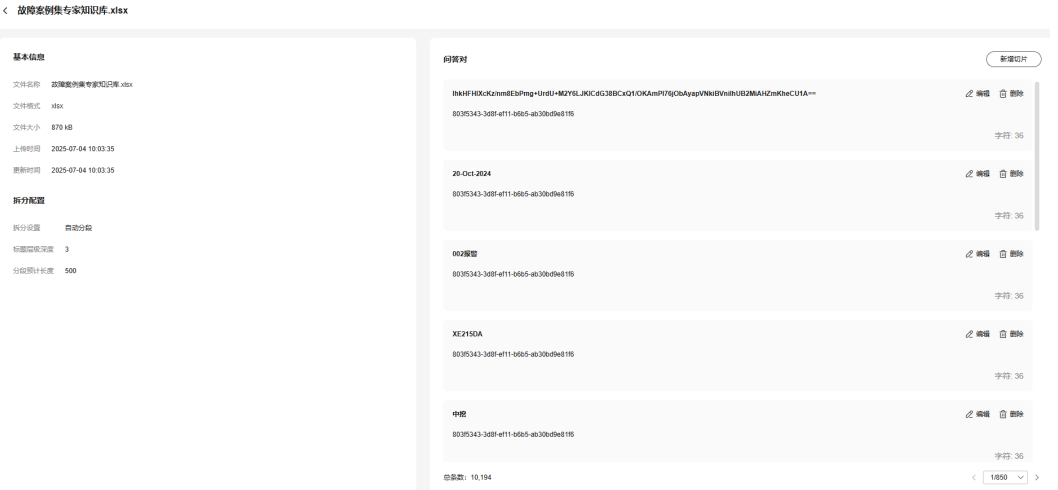 故障案例集专家知识库.xlsx
基本信息
文件名称 故障案例集专家知识库.xlsx
文件格式 xlsx
文件大小 870 kB
上传时间 2025-07-04 10:03:35
更新时间 2025-07-04 10:03:35
拆分配置
拆分设置 自动分段
标题层级深度 3
分段预计长度 500
问答对
新增切片
编辑 删除
803f5343-3d8f-ef11-b6b5-ab30bd9e81f6
字符: 36
20-Oct-2024 编辑 删除
803f5343-3d8f-ef11-b6b5-ab30bd9e81f6
字符: 36
002报警 编辑 删除
803f5343-3d8f-ef11-b6b5-ab30bd9e81f6
字符: 36
XE215DA 编辑 删除
803f5343-3d8f-ef11-b6b5-ab30bd9e81f6
字符: 36
中挖 编辑 删除
803f5343-3d8f-ef11-b6b5-ab30bd9e81f6
字符: 36
总条数: 10,194
1/850